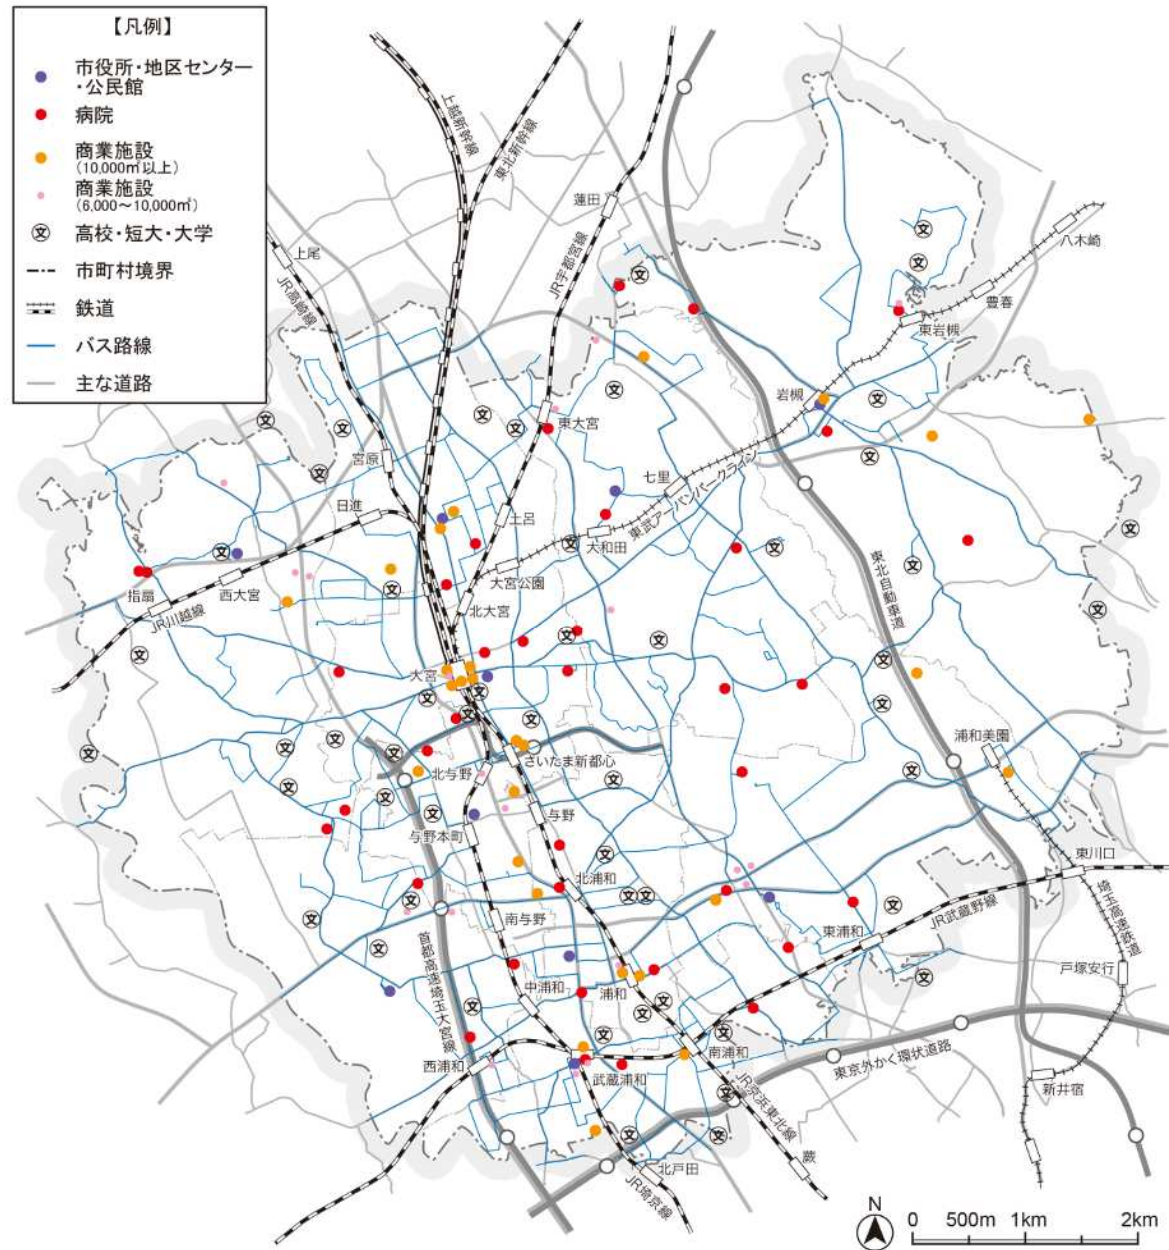 【凡例】
市役所・地区センター
・公民館
病院
商業施設
(10,000㎡以上)
商業施設
(6,000～10,000㎡)
文
高校・短大・大学
市町村境界
鉄道
バス路線
主な道路
上越新幹線
東北新幹線
蓮田
JR宇都宮線
上尾
JR高崎線
八木崎
豊春
東岩槻
岩槻
東大宮
宮原
七里
東武アーバンパークライン
日進
土呂
大和田
大宮公園
東北自動車道
指扇
西大宮
JR川越線
北大宮
大宮
浦和美園
さいたま新都心
北与野
与野
与野本町
東川口
北浦和
埼玉高速鉄道
南与野
JR武蔵野線
東浦和
首都高速埼玉大宮線
戸塚安行
中浦和
浦和
西浦和
武蔵浦和
南浦和
東京外かく環状道路
新井宿
JR京浜東北線
蕨
北戸田
JR埼京線
N
0 500m 1km 2km